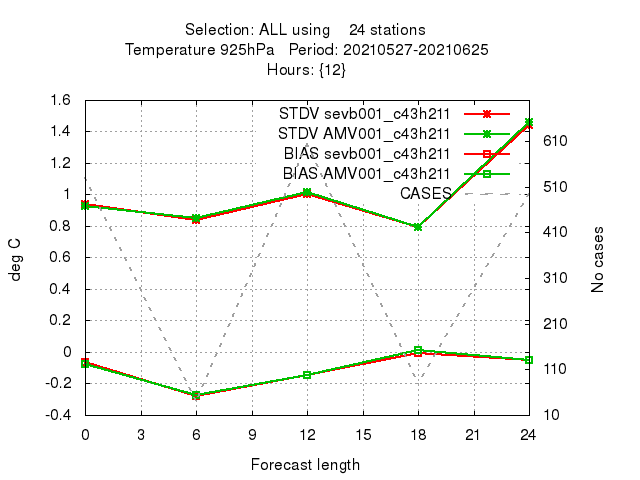 Selection: ALL using 24 stations
Temperature 925hPa Period: 20210527-20210625
Hours: {12}
STDV sevb001_c43h211
STDV AMV001_c43h211
BIAS sevb001_c43h211
BIAS AMV001_c43h211
CASES
1.6
1.4
1.2
1
0.8
0.6
0.4
0.2
0
-0.2
-0.4
deg C
610
510
410
310
210
110
10
No cases
0 3 6 9 12 15 18 21 24
Forecast length